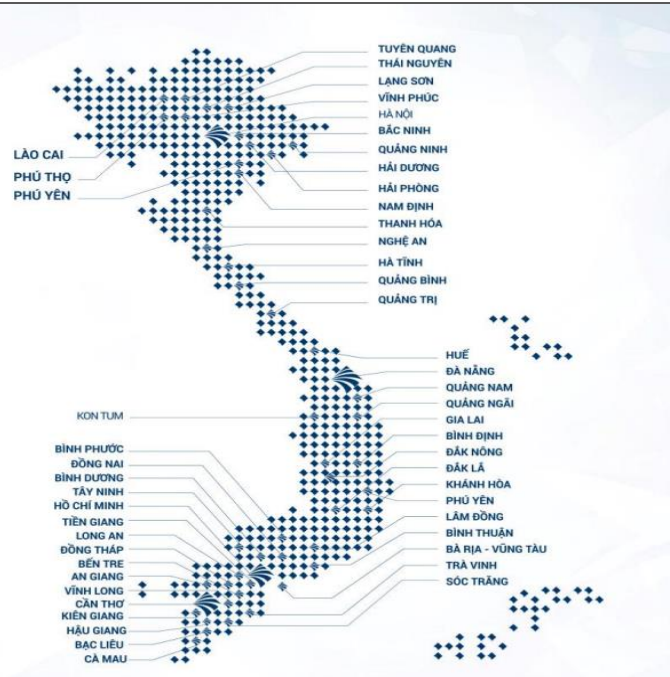 TUYÊN QUANG
THÁI NGUYÊN
LẠNG SƠN
VĨNH PHÚC
HÀ NỘI
BẮC NINH
QUẢNG NINH
HẢI DƯƠNG
HẢI PHÒNG
NAM ĐỊNH
THANH HÓA
NGHỆ AN
HÀ TĨNH
QUẢNG BÌNH
QUẢNG TRỊ
LÀO CAI
PHÚ THỌ
PHÚ YÊN
HUẾ
ĐÀ NẴNG
QUẢNG NAM
QUẢNG NGÃI
GIA LAI
BÌNH ĐỊNH
ĐĂK NÔNG
ĐĂK LĂ
KHÁNH HÒA
PHÚ YÊN
LÂM ĐỒNG
BÌNH THUẬN
BÀ RỊA - VŨNG TÀU
TRÀ VINH
SÓC TRĂNG
KON TUM
BÌNH PHƯỚC
ĐỒNG NAI
BÌNH DƯƠNG
TÂY NINH
HỒ CHÍ MINH
TIỀN GIANG
LONG AN
ĐỒNG THÁP
BẾN TRE
AN GIANG
VĨNH LONG
CẦN THƠ
KIÊN GIANG
HẬU GIANG
BẠC LIÊU
CÀ MAU